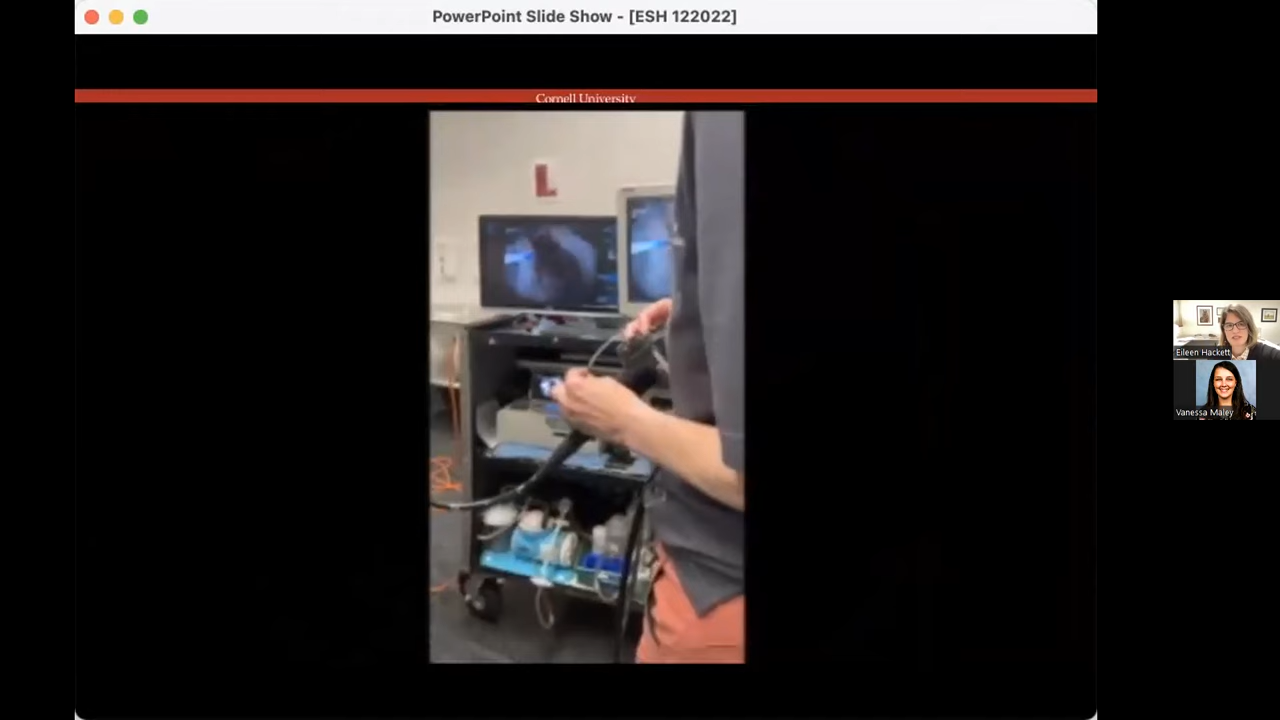 PowerPoint Slide Show - [ESH 122022]
Cornell University
L
Eileen Hackett
Vanessa Maley